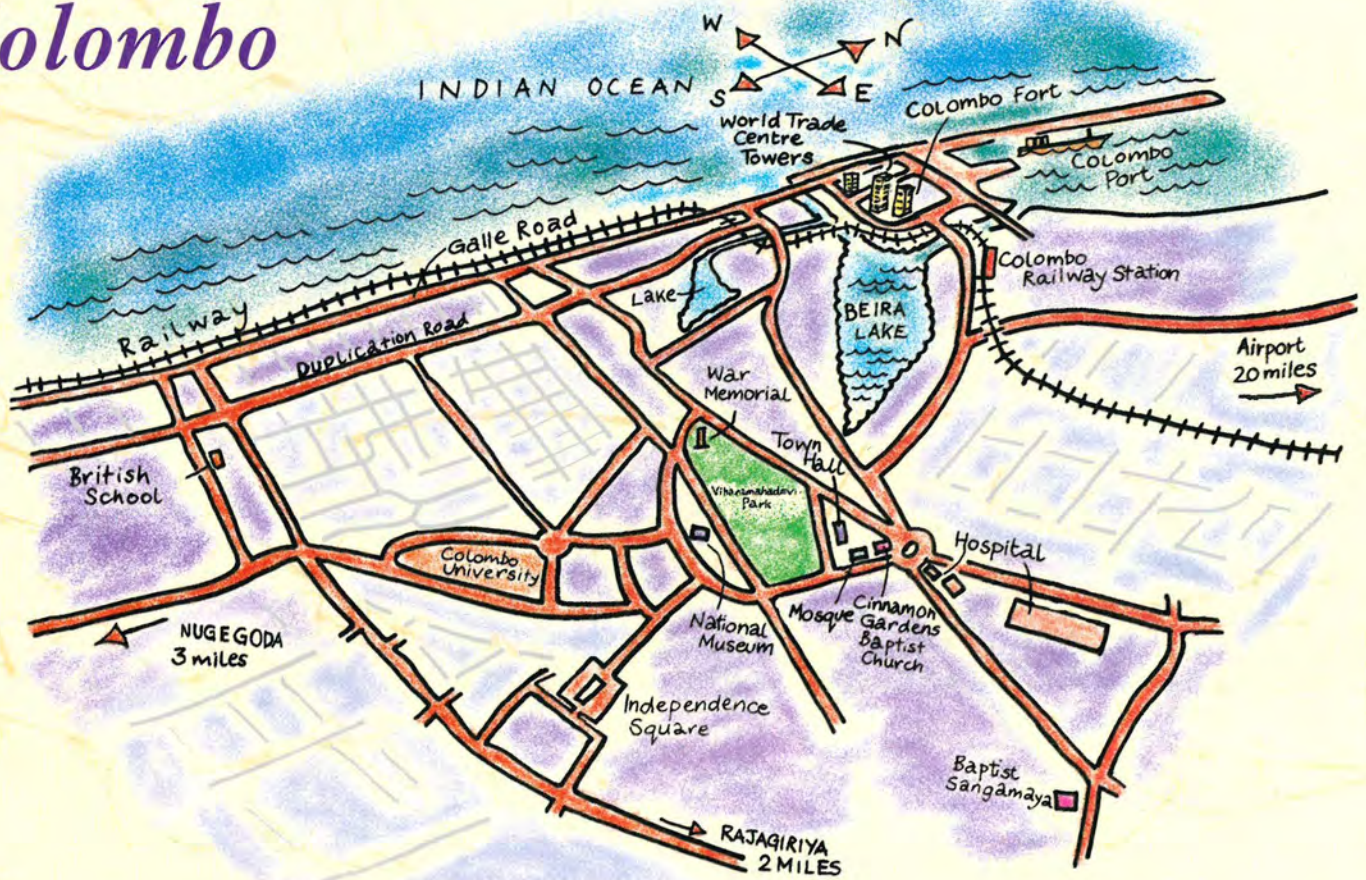 olombo
INDIAN OCEAN
W
N
S
E
World Trade
Centre
Towers
Colombo Fort
Colombo
Port
Galle Road
Railway
Duplication Road
Lake
BEIRA
LAKE
Colombo
Railway Station
Airport
20 miles
War
Memorial
Town
Hall
Viharamahadevi
Park
British
School
Colombo
University
National
Museum
Mosque
Cinnamon
Gardens
Baptist
Church
Hospital
NUGEGODA
3 miles
Independence
Square
Baptist
Sangamaya
RAJAGIRIYA
2 MILES